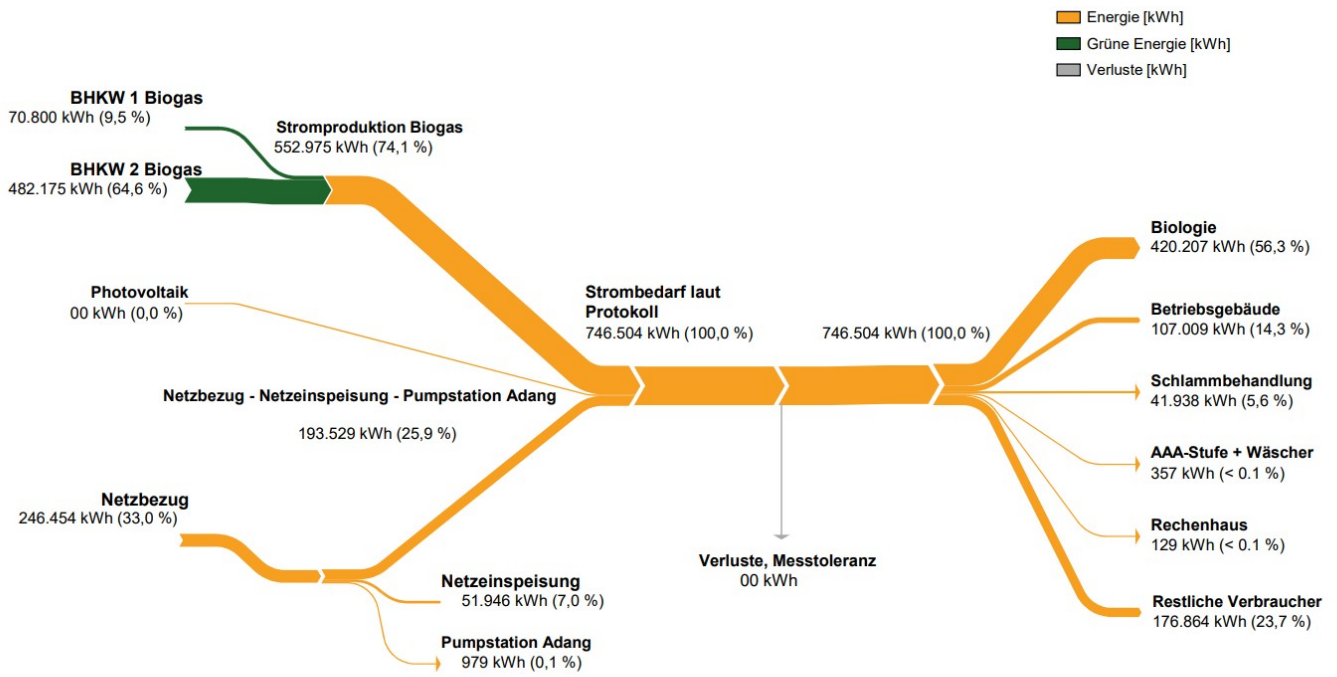 Energie [kWh]
Grüne Energie [kWh]
Verluste [kWh]
BHKW 1 Biogas
70.800 kWh (9,5 %)
Stromproduktion Biogas
552.975 kWh (74,1 %)
BHKW 2 Biogas
482.175 kWh (64,6 %)
Photovoltaik
00 kWh (0,0 %)
Netzbezug - Netzeinspeisung - Pumpstation Adang
193.529 kWh (25,9 %)
Netzbezug
246.454 kWh (33,0 %)
Netzeinspeisung
51.946 kWh (7,0 %)
Pumpstation Adang
979 kWh (0,1 %)
Strombedarf laut
Protokoll
746.504 kWh (100,0 %)
746.504 kWh (100,0 %)
Verluste, Messtoleranz
00 kWh
Biologie
420.207 kWh (56,3 %)
Betriebsgebäude
107.009 kWh (14,3 %)
Schlammbehandlung
41.938 kWh (5,6 %)
AAA-Stufe + Wäscher
357 kWh (< 0.1 %)
Rechenhaus
129 kWh (< 0.1 %)
Restliche Verbraucher
176.864 kWh (23,7 %)